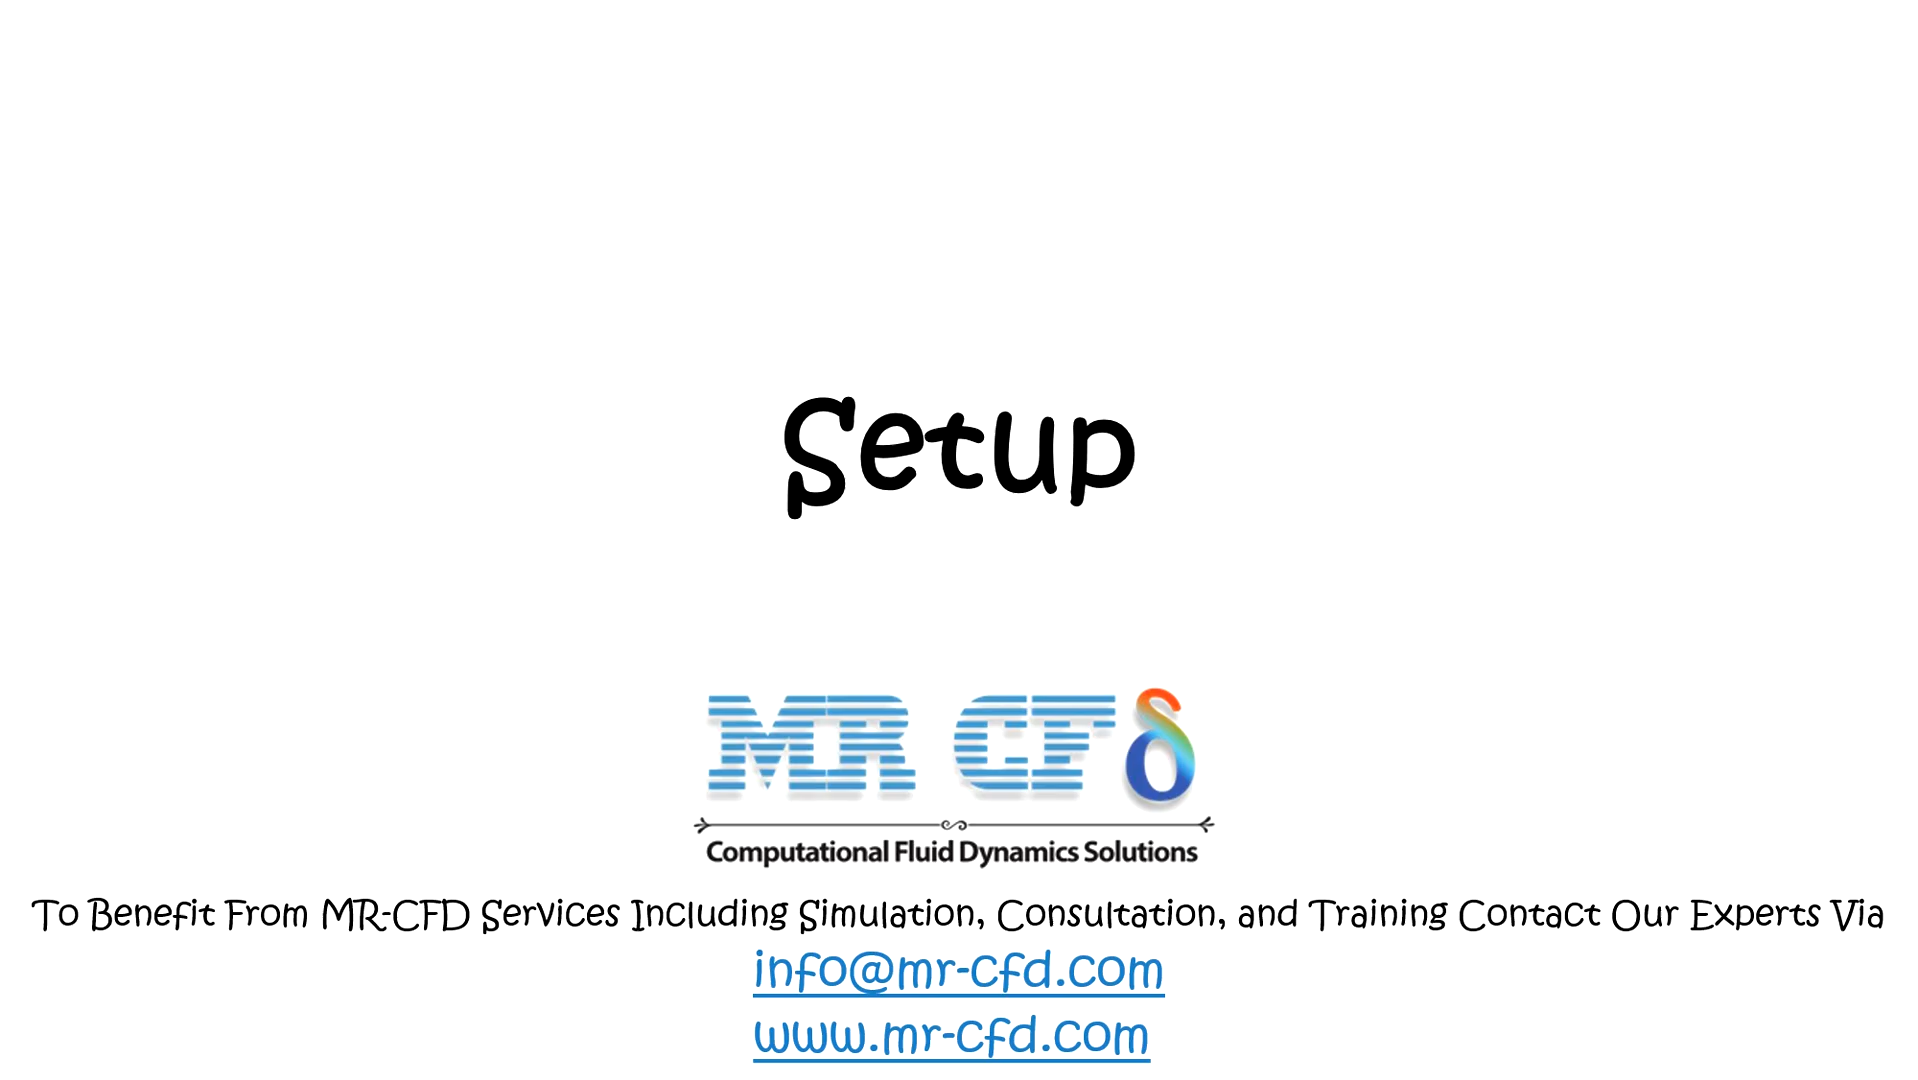 Setup
MR CFδ
Computational Fluid Dynamics Solutions
To Benefit From MR-CFD Services Including Simulation, Consultation, and Training Contact Our Experts Via
info@mr-cfd.com
www.mr-cfd.com